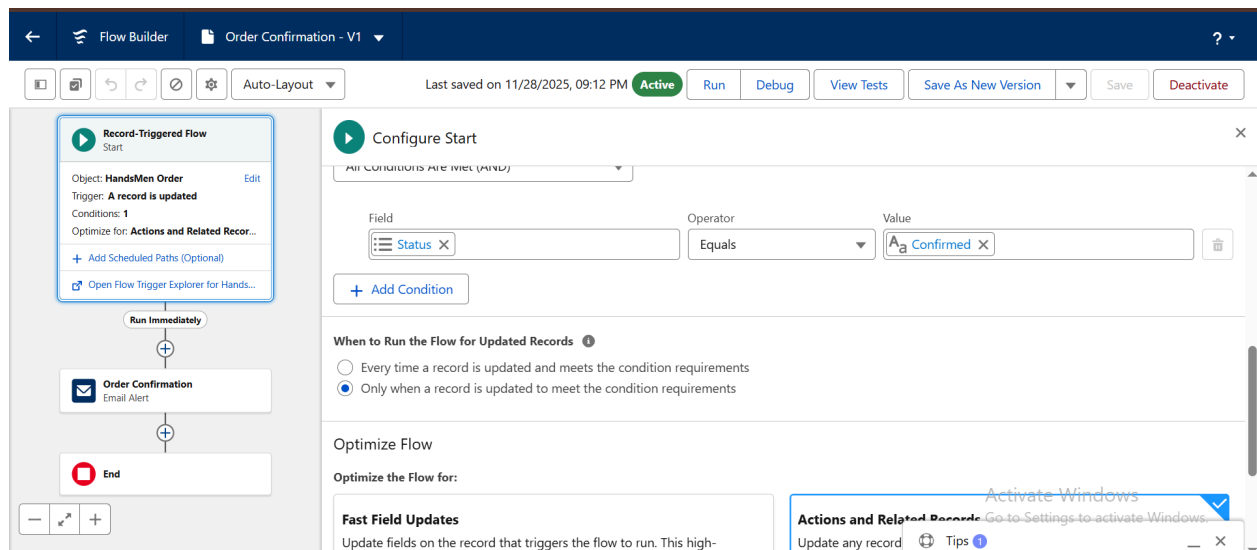 Flow Builder
Order Confirmation - V1
?
Auto-Layout
Last saved on 11/28/2025, 09:12 PM
Active
Run
Debug
View Tests
Save As New Version
Save
Deactivate
Record-Triggered Flow
Start
Object: HandsMen Order
Edit
Trigger: A record is updated
Conditions: 1
Optimize for: Actions and Related Recor...
+ Add Scheduled Paths (Optional)
Open Flow Trigger Explorer for Hands...
Run Immediately
Order Confirmation
Email Alert
End
Configure Start
All Conditions Are Met (AND)
Field
Operator
Value
Status
Equals
Aa Confirmed
+ Add Condition
When to Run the Flow for Updated Records
Every time a record is updated and meets the condition requirements
Only when a record is updated to meet the condition requirements
Optimize Flow
Optimize the Flow for:
Fast Field Updates
Update fields on the record that triggers the flow to run. This high-
Actions and Related Records
Update any record
Activate Windows
Go to Settings to activate Windows.
Tips 1